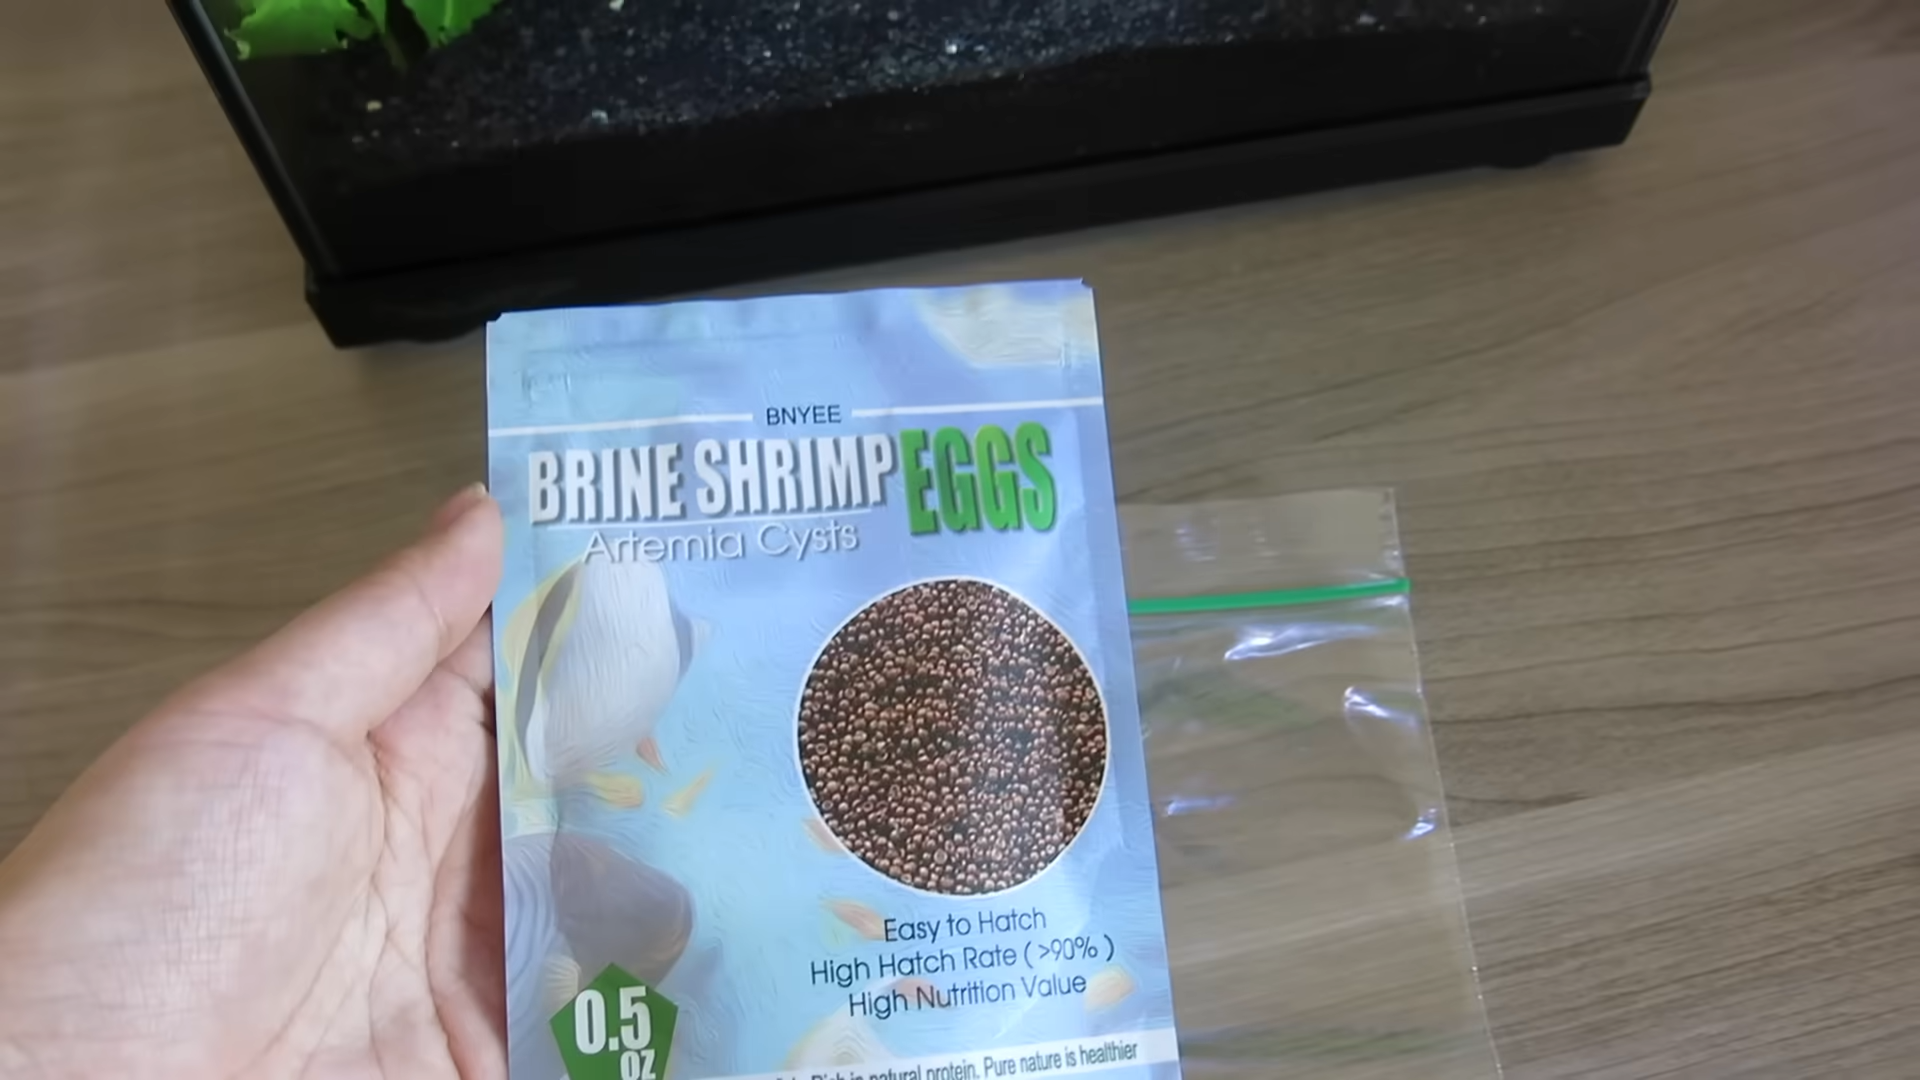 BNYEE
BRINE SHRIMP EGGS
Artemia Cysts
Easy to Hatch
High Hatch Rate ( >90% )
High Nutrition Value
0.5
OZ
Rich in natural protein. Pure nature is healthier